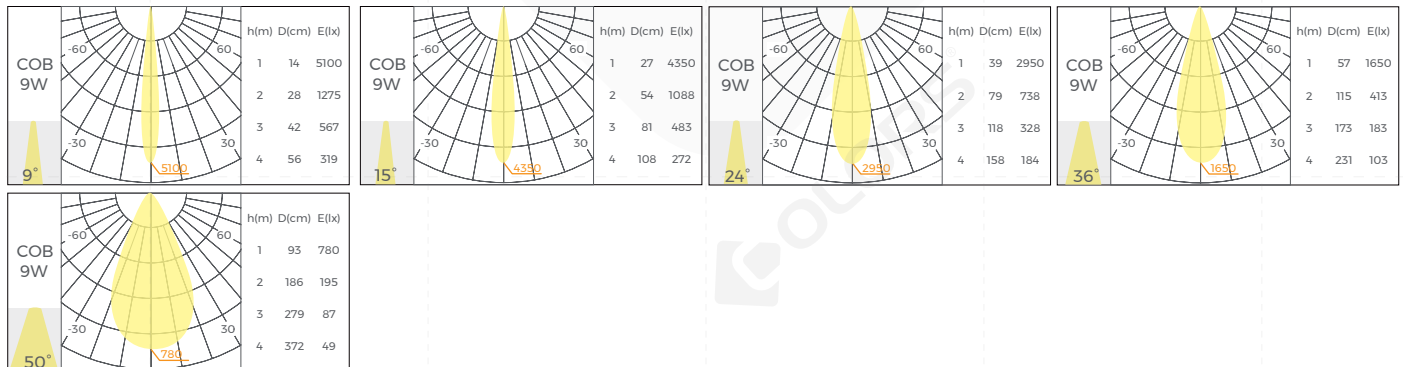 COB
9W
9°
-60
60
-30
30
5100
h(m) D(cm) E(lx)
1 14 5100
2 28 1275
3 42 567
4 56 319
COB
9W
15°
-60
60
-30
30
4350
h(m) D(cm) E(lx)
1 27 4350
2 54 1088
3 81 483
4 108 272
COB
9W
24°
-60
60
-30
30
2950
h(m) D(cm) E(lx)
1 39 2950
2 79 738
3 118 328
4 158 184
COB
9W
36°
-60
60
-30
30
1650
h(m) D(cm) E(lx)
1 57 1650
2 115 413
3 173 183
4 231 103
COB
9W
50°
-60
60
-30
30
780
h(m) D(cm) E(lx)
1 93 780
2 186 195
3 279 87
4 372 49